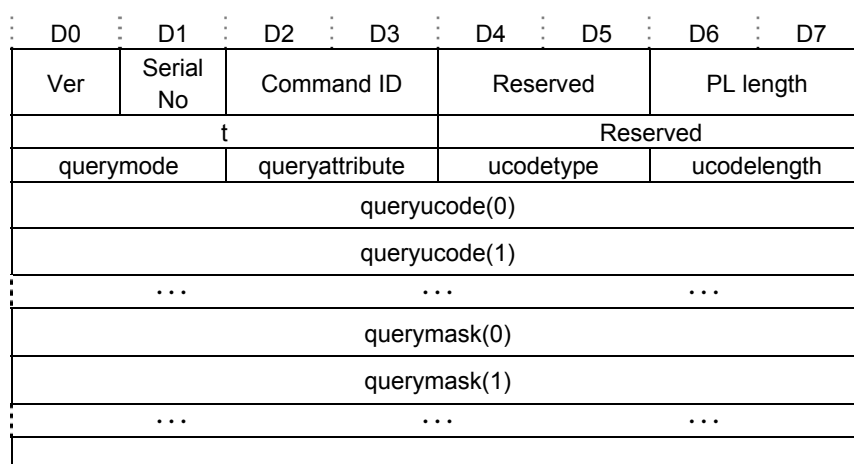 D0 D1 D2 D3 D4 D5 D6 D7
Ver Serial No Command ID Reserved PL length
t Reserved
querymode queryattribute ucodetype ucodelength
queryucode(0)
queryucode(1)
... ... ...
querymask(0)
querymask(1)
... ... ...